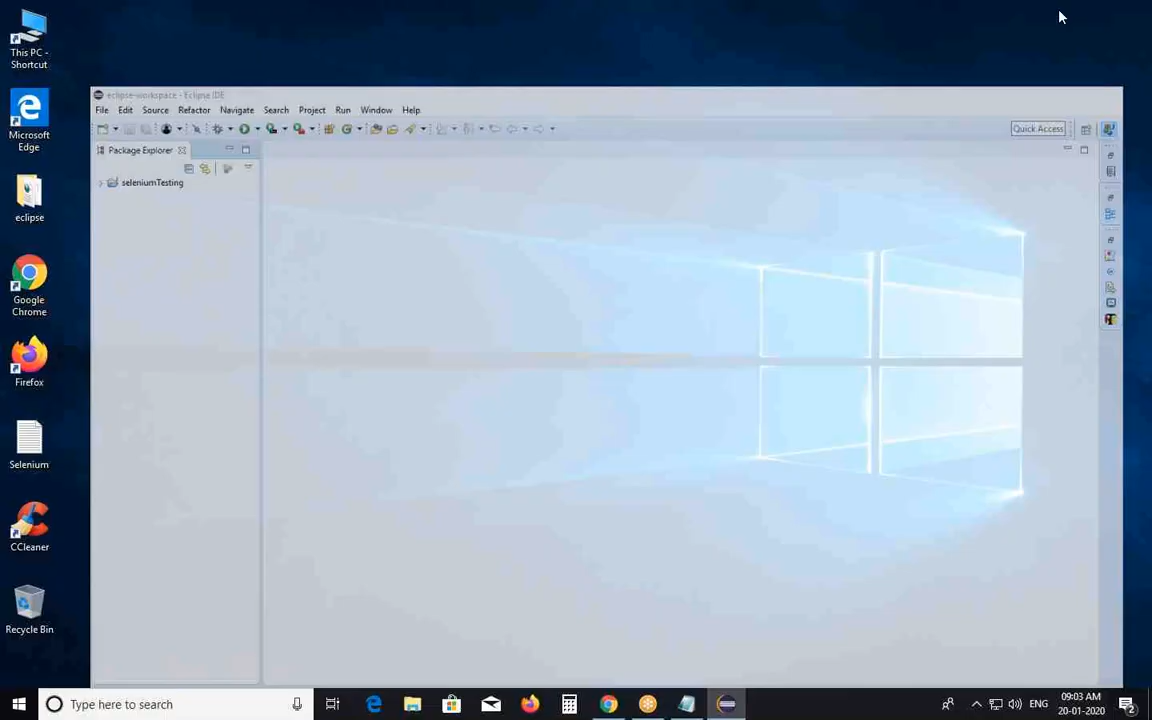 This PC -
Shortcut
Microsoft
Edge
eclipse
Google
Chrome
Firefox
Selenium
CCleaner
Recycle Bin
eclipse-workspace - Eclipse IDE
File Edit Source Refactor Navigate Search Project Run Window Help
Quick Access
Package Explorer
seleniumTesting
Type here to search
ENG
09:03 AM
20-01-2020
2